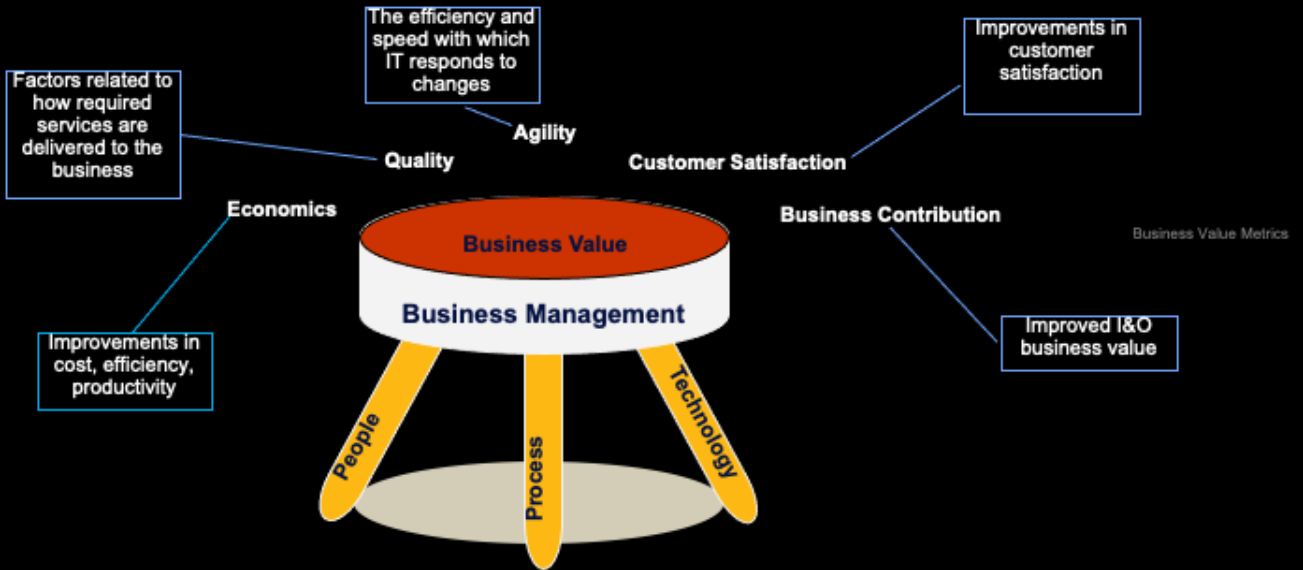 The efficiency and
speed with which
IT responds to
changes
Improvements in
customer
satisfaction
Factors related to
how required
services are
delivered to the
business
Agility
Quality
Customer Satisfaction
Economics
Business Contribution
Business Value Metrics
Business Value
Business Management
Improvements in
cost, efficiency,
productivity
Improved I&O
business value
People
Process
Technology